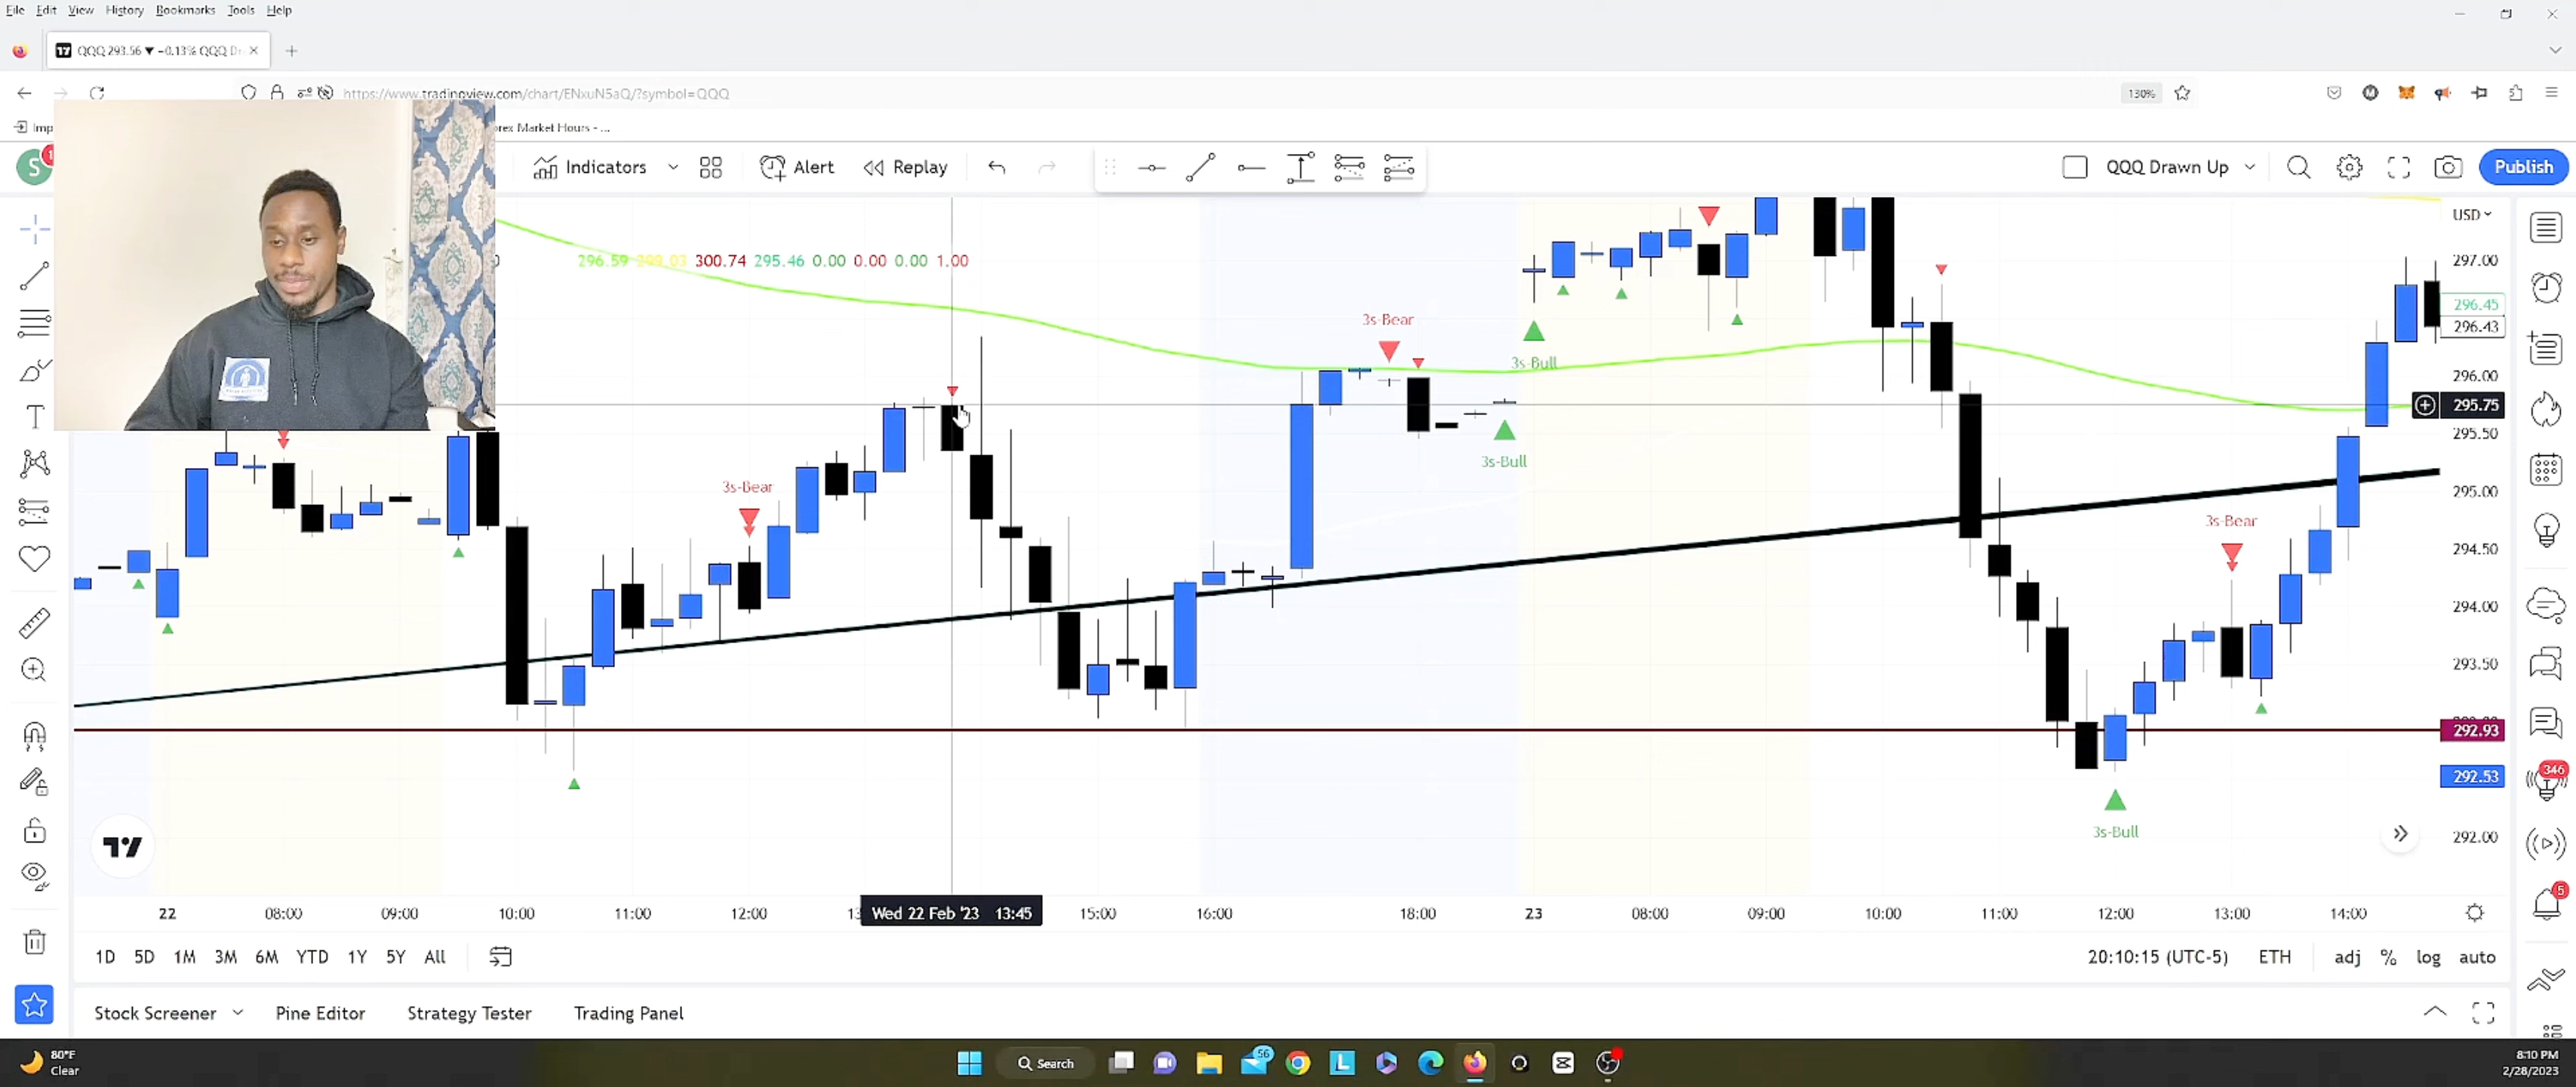 File Edit View History Bookmarks Tools Help
QQQ 293.56 ▼ −0.13% QQQ Dr
https://www.tradingview.com/chart/ENxuN5aQ/?symbol=QQQ
130%
Imp
orex Market Hours - ...
S 1
Indicators
Alert
Replay
QQQ Drawn Up
Publish
USD
296.59 300.74 295.46 0.00 0.00 0.00 1.00
297.00
296.45
296.43
296.00
295.75
295.50
295.00
294.50
294.00
293.50
292.93
292.53
292.00
3s-Bear
3s-Bull
3s-Bear
3s-Bull
3s-Bear
3s-Bull
346
5
22 08:00 09:00 10:00 11:00 12:00 13 Wed 22 Feb '23 13:45 15:00 16:00 18:00 23 08:00 09:00 10:00 11:00 12:00 13:00 14:00
1D 5D 1M 3M 6M YTD 1Y 5Y All
20:10:15 (UTC-5) ETH adj % log auto
Stock Screener Pine Editor Strategy Tester Trading Panel
80°F
Clear
Search
56
8:10 PM
2/28/2023